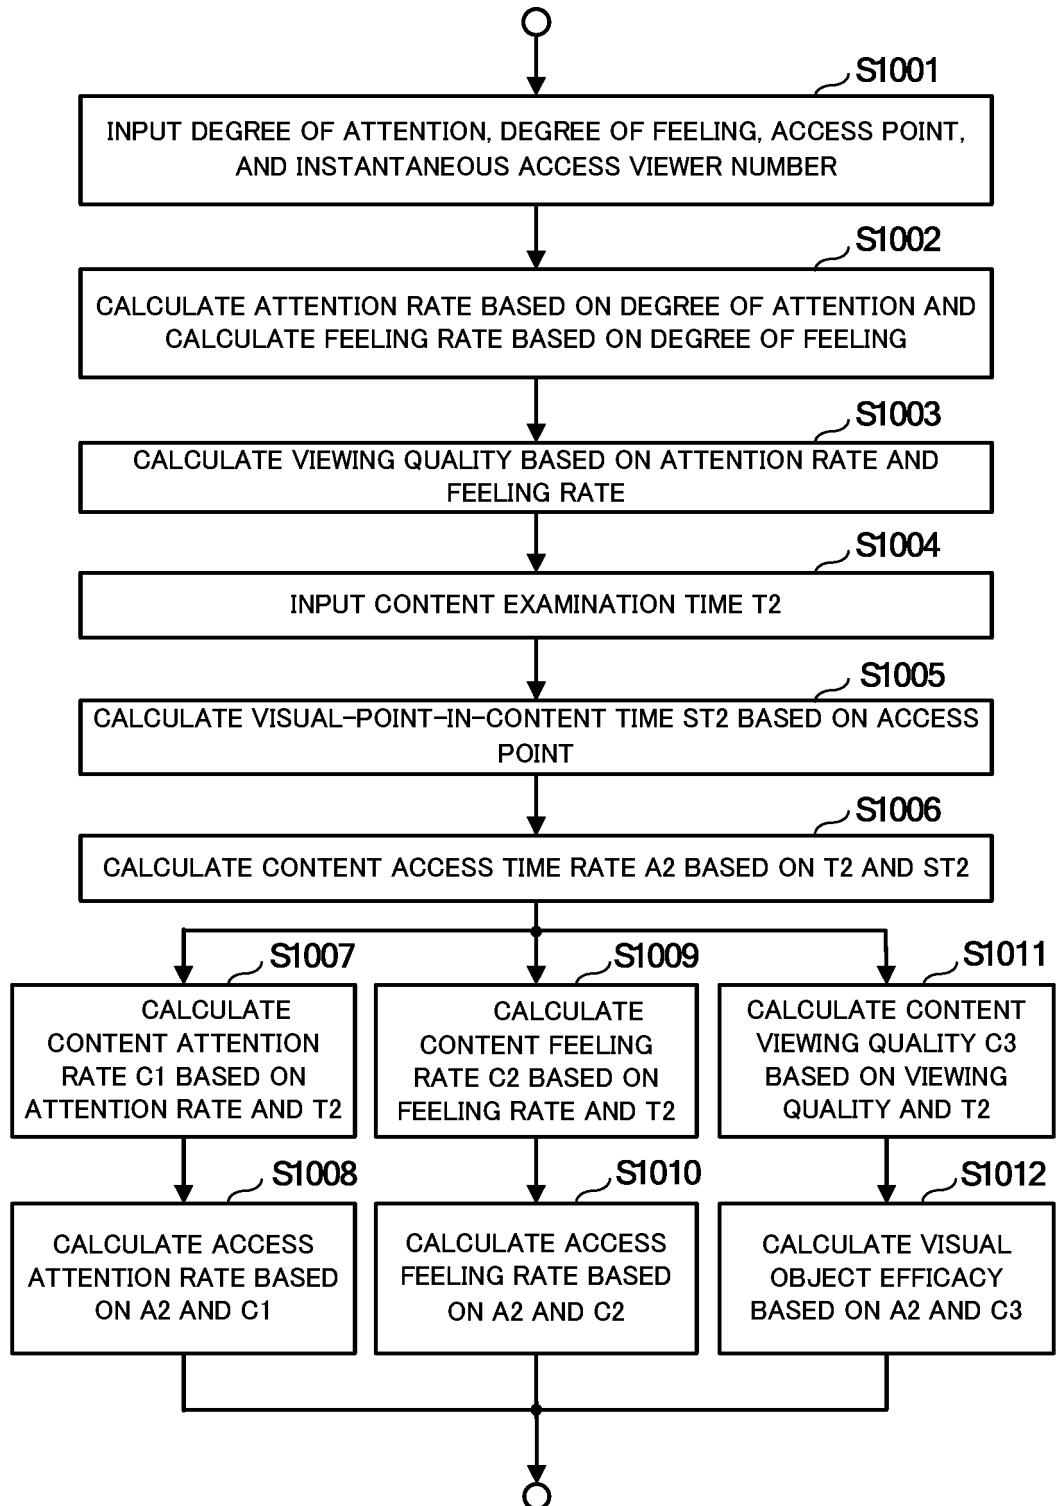 S1001
INPUT DEGREE OF ATTENTION, DEGREE OF FEELING, ACCESS POINT,
AND INSTANTANEOUS ACCESS VIEWER NUMBER
S1002
CALCULATE ATTENTION RATE BASED ON DEGREE OF ATTENTION AND
CALCULATE FEELING RATE BASED ON DEGREE OF FEELING
S1003
CALCULATE VIEWING QUALITY BASED ON ATTENTION RATE AND
FEELING RATE
S1004
INPUT CONTENT EXAMINATION TIME T2
S1005
CALCULATE VISUAL-POINT-IN-CONTENT TIME ST2 BASED ON ACCESS
POINT
S1006
CALCULATE CONTENT ACCESS TIME RATE A2 BASED ON T2 AND ST2
S1007
CALCULATE
CONTENT ATTENTION
RATE C1 BASED ON
ATTENTION RATE AND T2
S1008
CALCULATE ACCESS
ATTENTION RATE BASED
ON A2 AND C1
S1009
CALCULATE
CONTENT FEELING
RATE C2 BASED ON
FEELING RATE AND T2
S1010
CALCULATE ACCESS
FEELING RATE BASED
ON A2 AND C2
S1011
CALCULATE CONTENT
VIEWING QUALITY C3
BASED ON VIEWING
QUALITY AND T2
S1012
CALCULATE VISUAL
OBJECT EFFICACY
BASED ON A2 AND C3